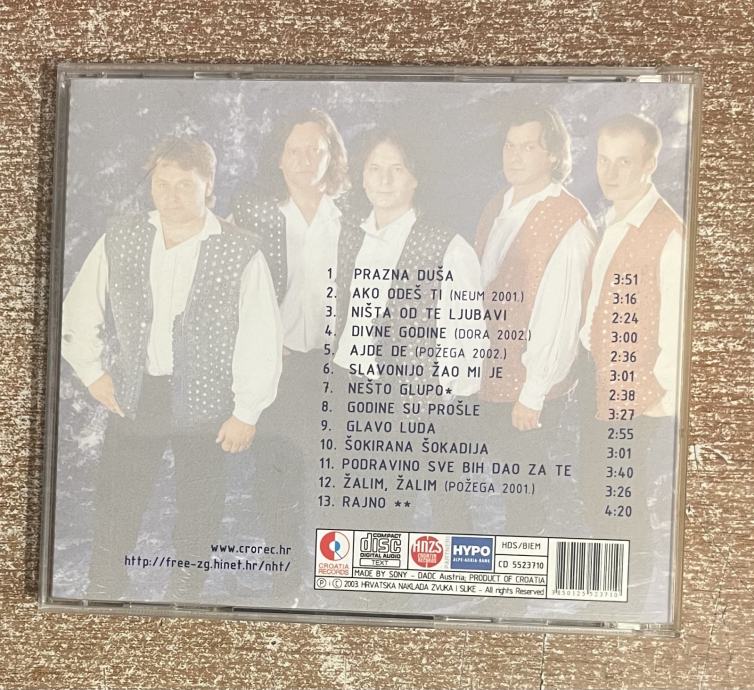 1 PRAZNA DUŠA 3:51
2. AKO ODEŠ TI (NEUM 2001.) 3:16
3. NIŠTA OD TE LJUBAVI 2:24
4. DIVNE GODINE (DORA 2002.) 3:00
5. AJDE DE (POŽEGA 2002.) 2:36
6. SLAVONIJO ŽAO MI JE 3:01
7. NEŠTO GLUPO* 2:38
8. GODINE SU PROŠLE 3:27
9. GLAVO LUDA 2:55
10. ŠOKIRANA ŠOKADIJA 3:01
11. PODRAVINO SVE BIH DAO ZA TE 3:40
12. ŽALIM, ŽALIM (POŽEGA 2001.) 3:26
13. RAJNO ** 4:20
www.crorec.hr
http://free-zg.hinet.hr/nht/
CROATIA RECORDS
COMPACT disc DIGITAL AUDIO
TEXT
HNZS
CROATIA RECORDS
HYPO
ALPE-ADRIA BANK
HDS/BIEM
CD 5523710
MADE BY SONY - DADC Austria; PRODUCT OF CROATIA
Ⓟ i Ⓒ 2003. HRVATSKA NAKLADA ZVUKA I SLIKE - All rights Reserved
3850125 523710